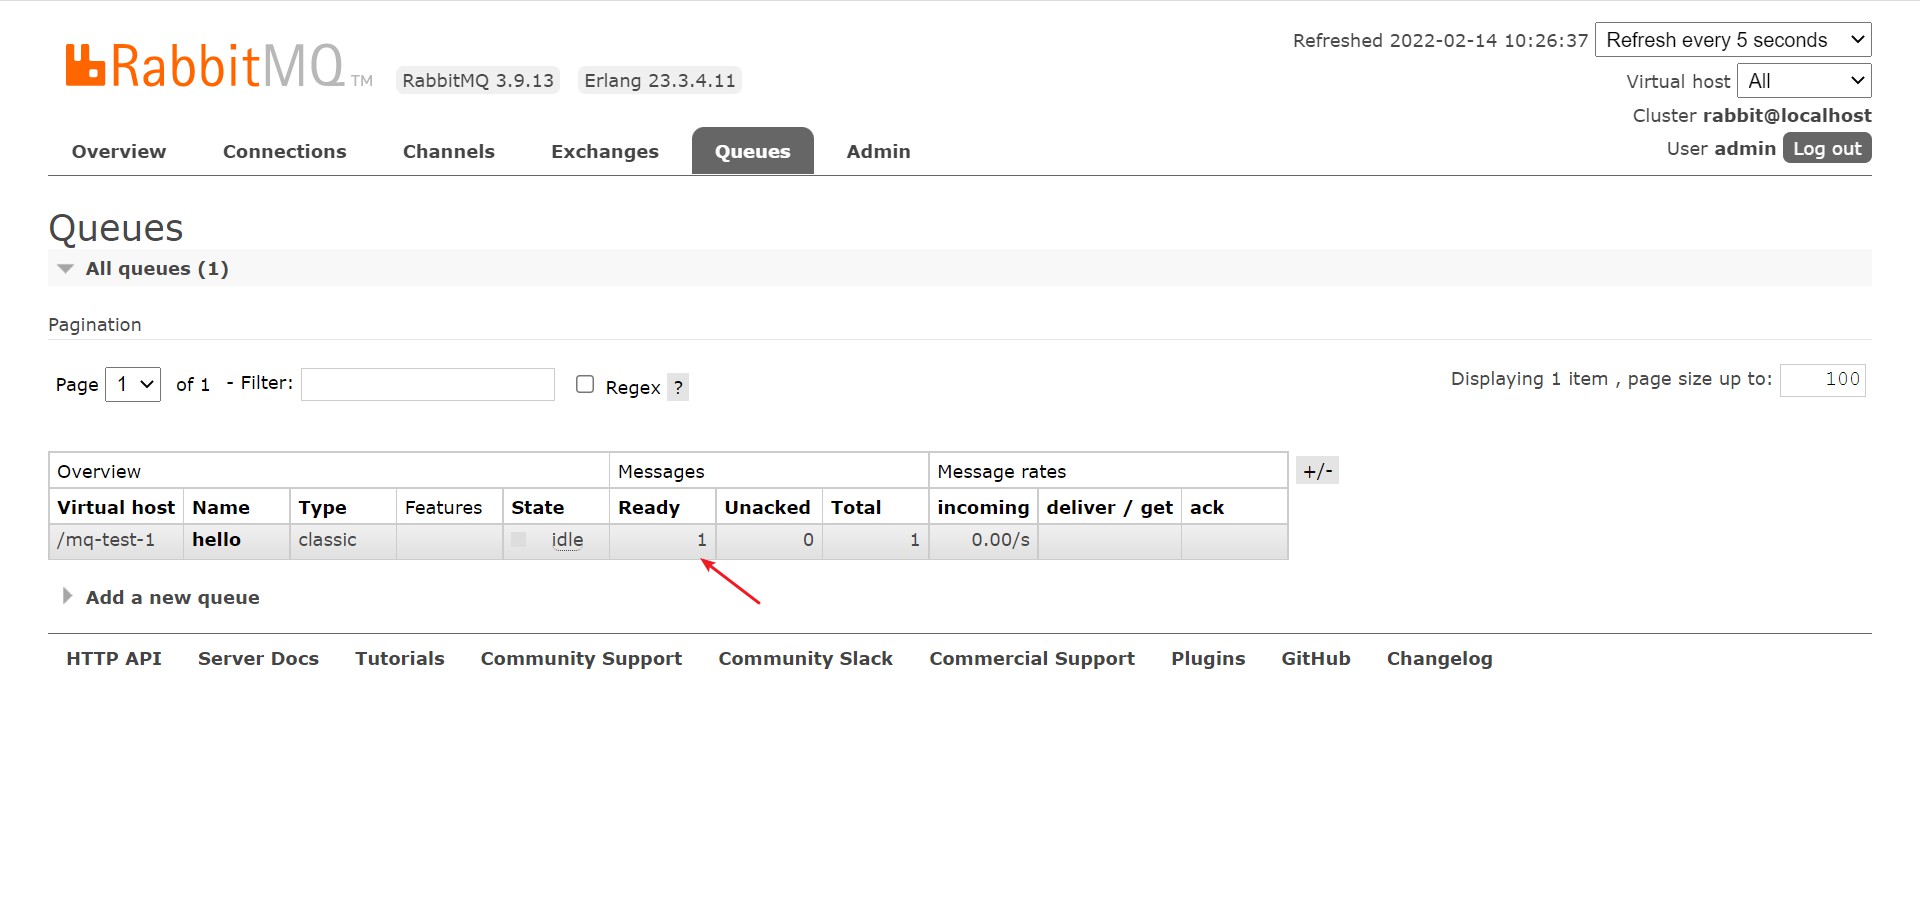 Refreshed 2022-02-14 10:26:37 Refresh every 5 seconds
RabbitMQ TM RabbitMQ 3.9.13 Erlang 23.3.4.11
Virtual host All
Cluster rabbit@localhost
User admin Log out
Overview Connections Channels Exchanges Queues Admin
Queues
All queues (1)
Pagination
Page 1 of 1 - Filter: Regex ? Displaying 1 item , page size up to: 100
Overview Messages Message rates +/-
Virtual host Name Type Features State Ready Unacked Total incoming deliver / get ack
/mq-test-1 hello classic idle 1 0 1 0.00/s
Add a new queue
HTTP API Server Docs Tutorials Community Support Community Slack Commercial Support Plugins GitHub Changelog